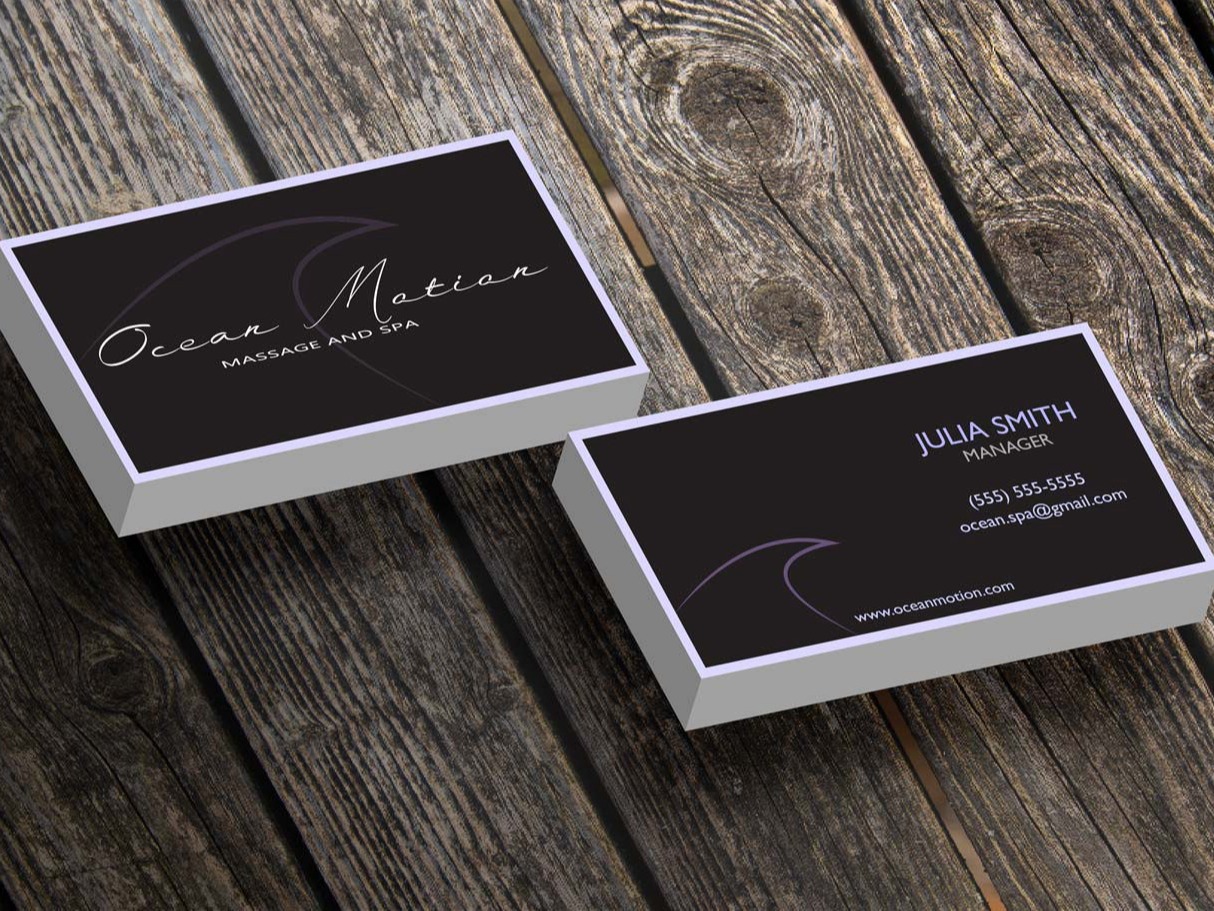 Ocean Motion
MASSAGE AND SPA
JULIA SMITH
MANAGER
(555) 555-5555
ocean.spa@gmail.com
www.oceanmotion.com